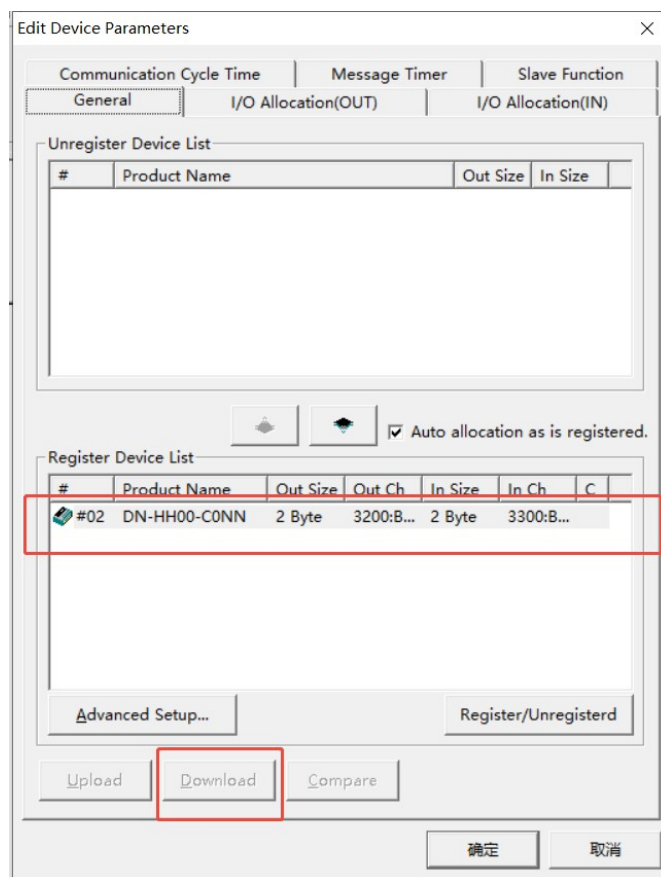 Edit Device Parameters
Communication Cycle Time Message Timer Slave Function
General I/O Allocation(OUT) I/O Allocation(IN)
Unregister Device List
# Product Name Out Size In Size
Auto allocation as is registered.
Register Device List
# Product Name Out Size Out Ch In Size In Ch C
#02 DN-HH00-C0NN 2 Byte 3200:B... 2 Byte 3300:B...
Advanced Setup... Register/Unregisterd
Upload Download Compare
确定 取消